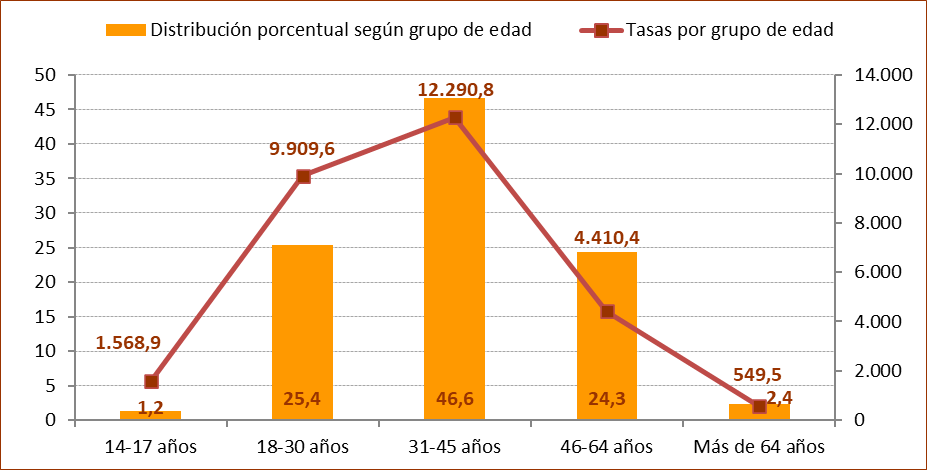 Distribución porcentual según grupo de edad Tasas por grupo de edad
50 14.000
45 12.290,8
40 12.000
35 9.909,6 10.000
30 8.000
25 4.410,4
20 6.000
15 4.000
10 1.568,9
5 549,5 2.000
0 1,2 25,4 46,6 24,3 2,4 0
14-17 años 18-30 años 31-45 años 46-64 años Más de 64 años